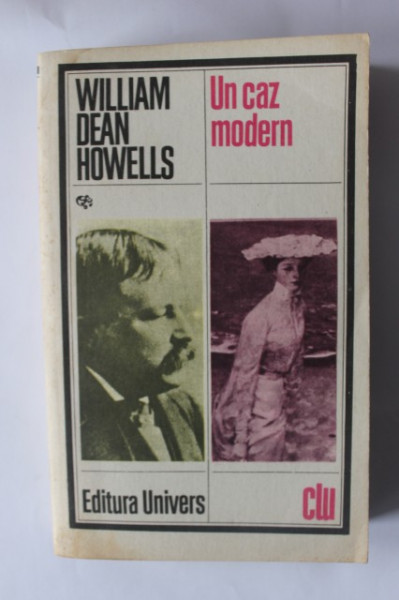 WILLIAM
DEAN
HOWELLS
Un caz
modern
Editura Univers
clu